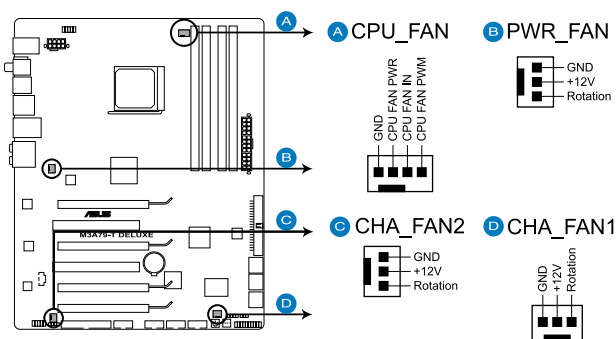 A
A CPU_FAN
B PWR_FAN
GND
CPU FAN PWR
CPU FAN IN
CPU FAN PWM
GND
+12V
Rotation
B
ASUS
M3A79-T DELUXE
C
C CHA_FAN2
D CHA_FAN1
GND
+12V
Rotation
GND
+12V
Rotation
D